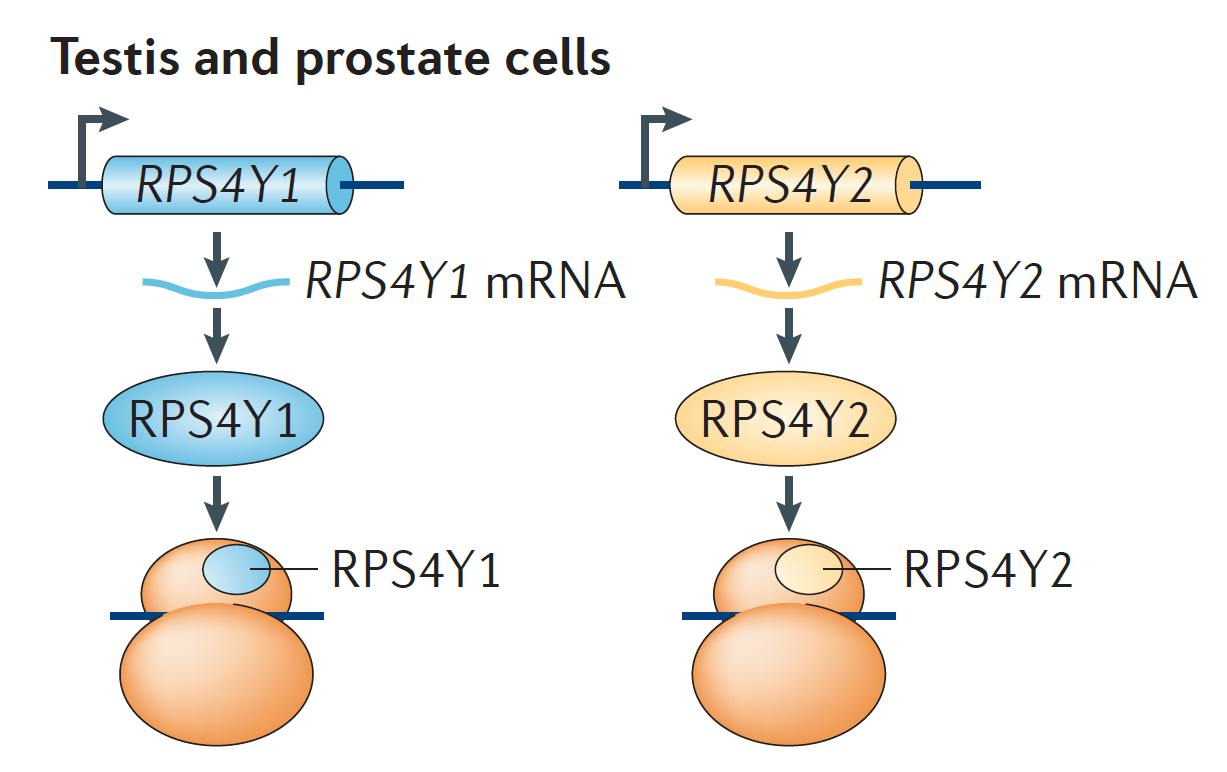 Testis and prostate cells
RPS4Y1
RPS4Y2
RPS4Y1 mRNA
RPS4Y2 mRNA
RPS4Y1
RPS4Y2
RPS4Y1
RPS4Y2